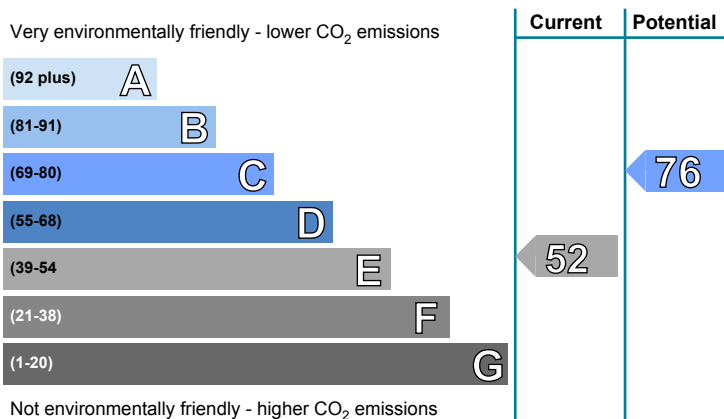 Current Potential
Very environmentally friendly - lower CO2 emissions
(92 plus) A
(81-91) B
(69-80) C 76
(55-68) D
(39-54 E 52
(21-38) F
(1-20) G
Not environmentally friendly - higher CO2 emissions